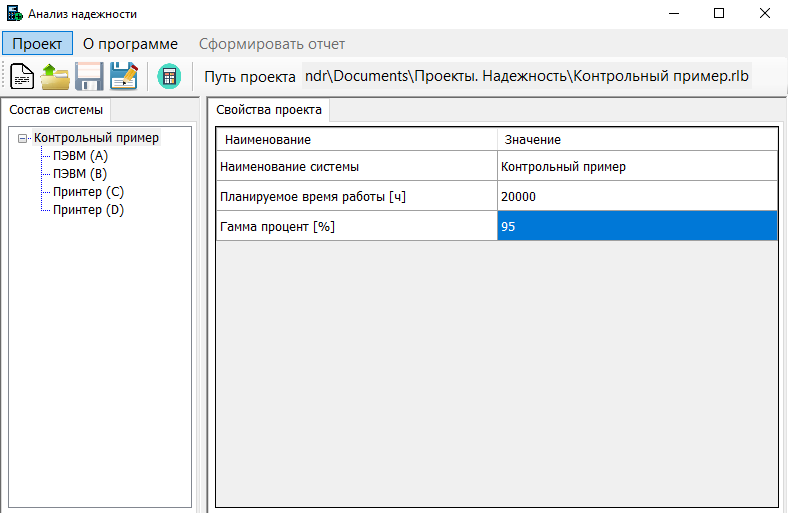 Анализ надежности
Проект О программе Сформировать отчет
Путь проекта ndr\Documents\Проекты. Надежность\Контрольный пример.rlb
Состав системы
Контрольный пример
ПЭВМ (A)
ПЭВМ (B)
Принтер (C)
Принтер (D)
Свойства проекта
Наименование Значение
Наименование системы Контрольный пример
Планируемое время работы [ч] 20000
Гамма процент [%] 95